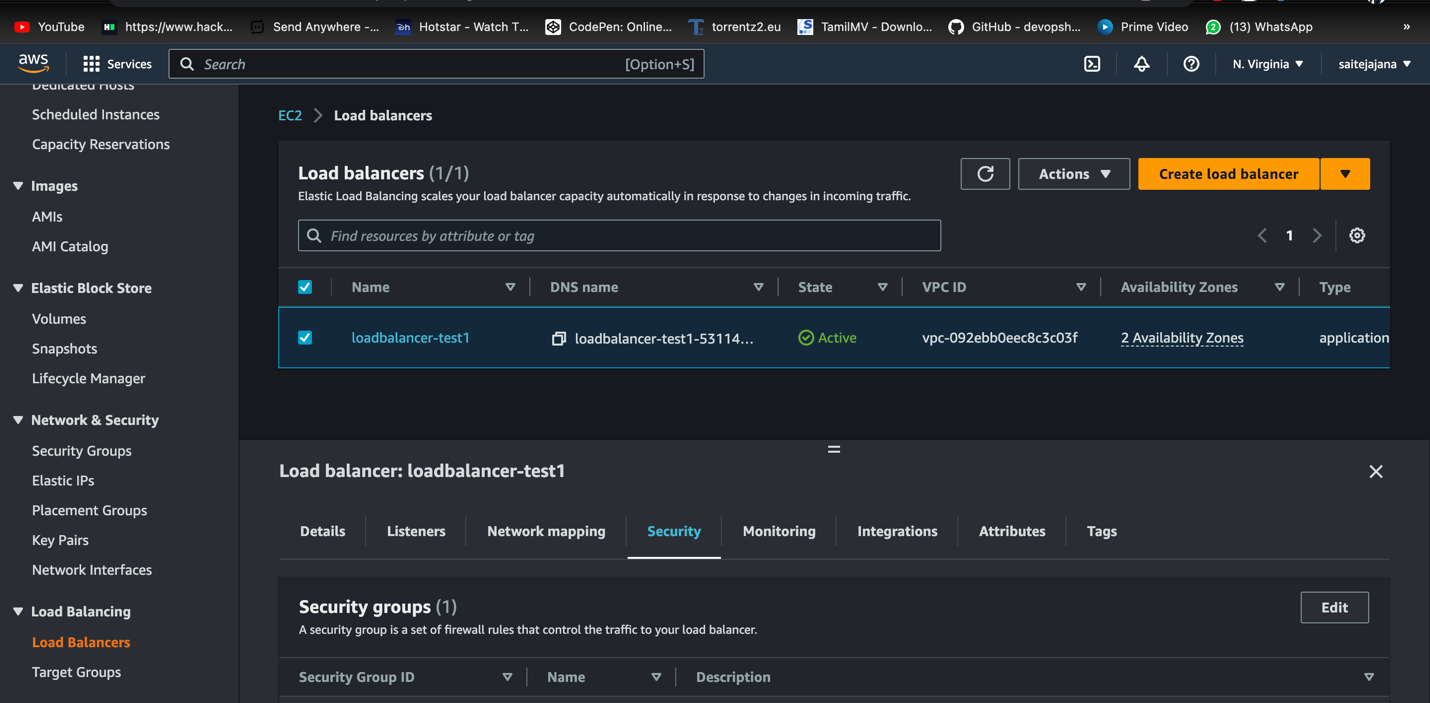 YouTube https://www.hack... Send Anywhere -... Hotstar - Watch T... CodePen: Online... torrentz2.eu TamilMV - Downlo... GitHub - devopsh... Prime Video (13) WhatsApp »
aws Services Search [Option+S] N. Virginia saitejajana
Dedicated Hosts
Scheduled Instances
Capacity Reservations
Images
AMIs
AMI Catalog
Elastic Block Store
Volumes
Snapshots
Lifecycle Manager
Network & Security
Security Groups
Elastic IPs
Placement Groups
Key Pairs
Network Interfaces
Load Balancing
Load Balancers
Target Groups
EC2 Load balancers
Load balancers (1/1) Actions Create load balancer
Elastic Load Balancing scales your load balancer capacity automatically in response to changes in incoming traffic.
Find resources by attribute or tag 1
Name DNS name State VPC ID Availability Zones Type
loadbalancer-test1 loadbalancer-test1-53114... Active vpc-092ebb0eec8c3c03f 2 Availability Zones application
Load balancer: loadbalancer-test1
Details Listeners Network mapping Security Monitoring Integrations Attributes Tags
Security groups (1) Edit
A security group is a set of firewall rules that control the traffic to your load balancer.
Security Group ID Name Description